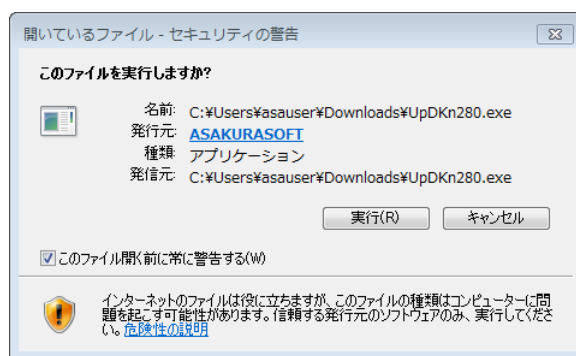 開いているファイル - セキュリティの警告
このファイルを実行しますか?
名前: C:¥Users¥asauser¥Downloads¥UpDKn280.exe
発行元: ASAKURASOFT
種類: アプリケーション
発信元: C:¥Users¥asauser¥Downloads¥UpDKn280.exe
実行(R) キャンセル
このファイル開く前に常に警告する(W)
インターネットのファイルは役に立ちますが、このファイルの種類はコンピューターに問
題を起こす可能性があります。信頼する発行元のソフトウェアのみ、実行してくださ
い。危険性の説明